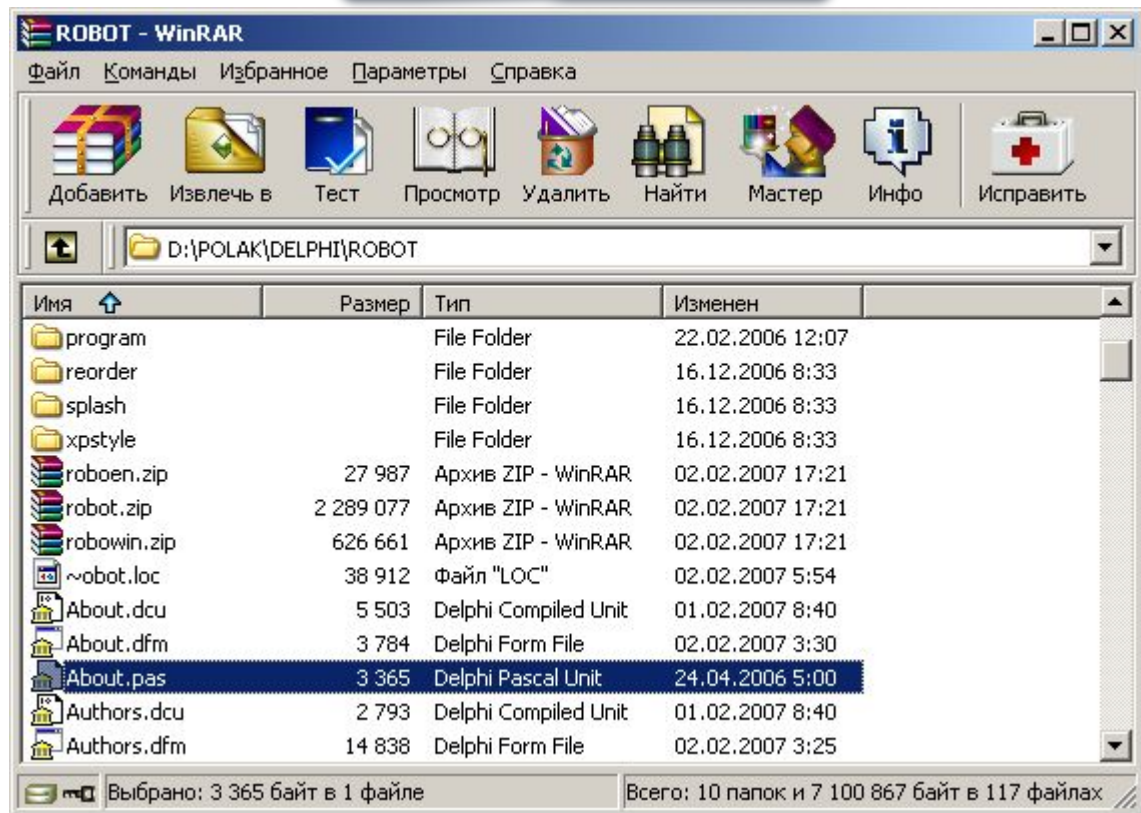 ROBOT - WinRAR
Файл Команды Избранное Параметры Справка
Добавить Извлечь в Тест Просмотр Удалить Найти Мастер Инфо Исправить
D:\POLAK\DELPHI\ROBOT
Имя Размер Тип Изменен
program File Folder 22.02.2006 12:07
reorder File Folder 16.12.2006 8:33
splash File Folder 16.12.2006 8:33
xpstyle File Folder 16.12.2006 8:33
roboen.zip 27 987 Архив ZIP - WinRAR 02.02.2007 17:21
robot.zip 2 289 077 Архив ZIP - WinRAR 02.02.2007 17:21
robowin.zip 626 661 Архив ZIP - WinRAR 02.02.2007 17:21
~obot.loc 38 912 Файл "LOC" 02.02.2007 5:54
About.dcu 5 503 Delphi Compiled Unit 01.02.2007 8:40
About.dfm 3 784 Delphi Form File 02.02.2007 3:30
About.pas 3 365 Delphi Pascal Unit 24.04.2006 5:00
Authors.dcu 2 793 Delphi Compiled Unit 01.02.2007 8:40
Authors.dfm 14 838 Delphi Form File 02.02.2007 3:25
Выбрано: 3 365 байт в 1 файле Всего: 10 папок и 7 100 867 байт в 117 файлах